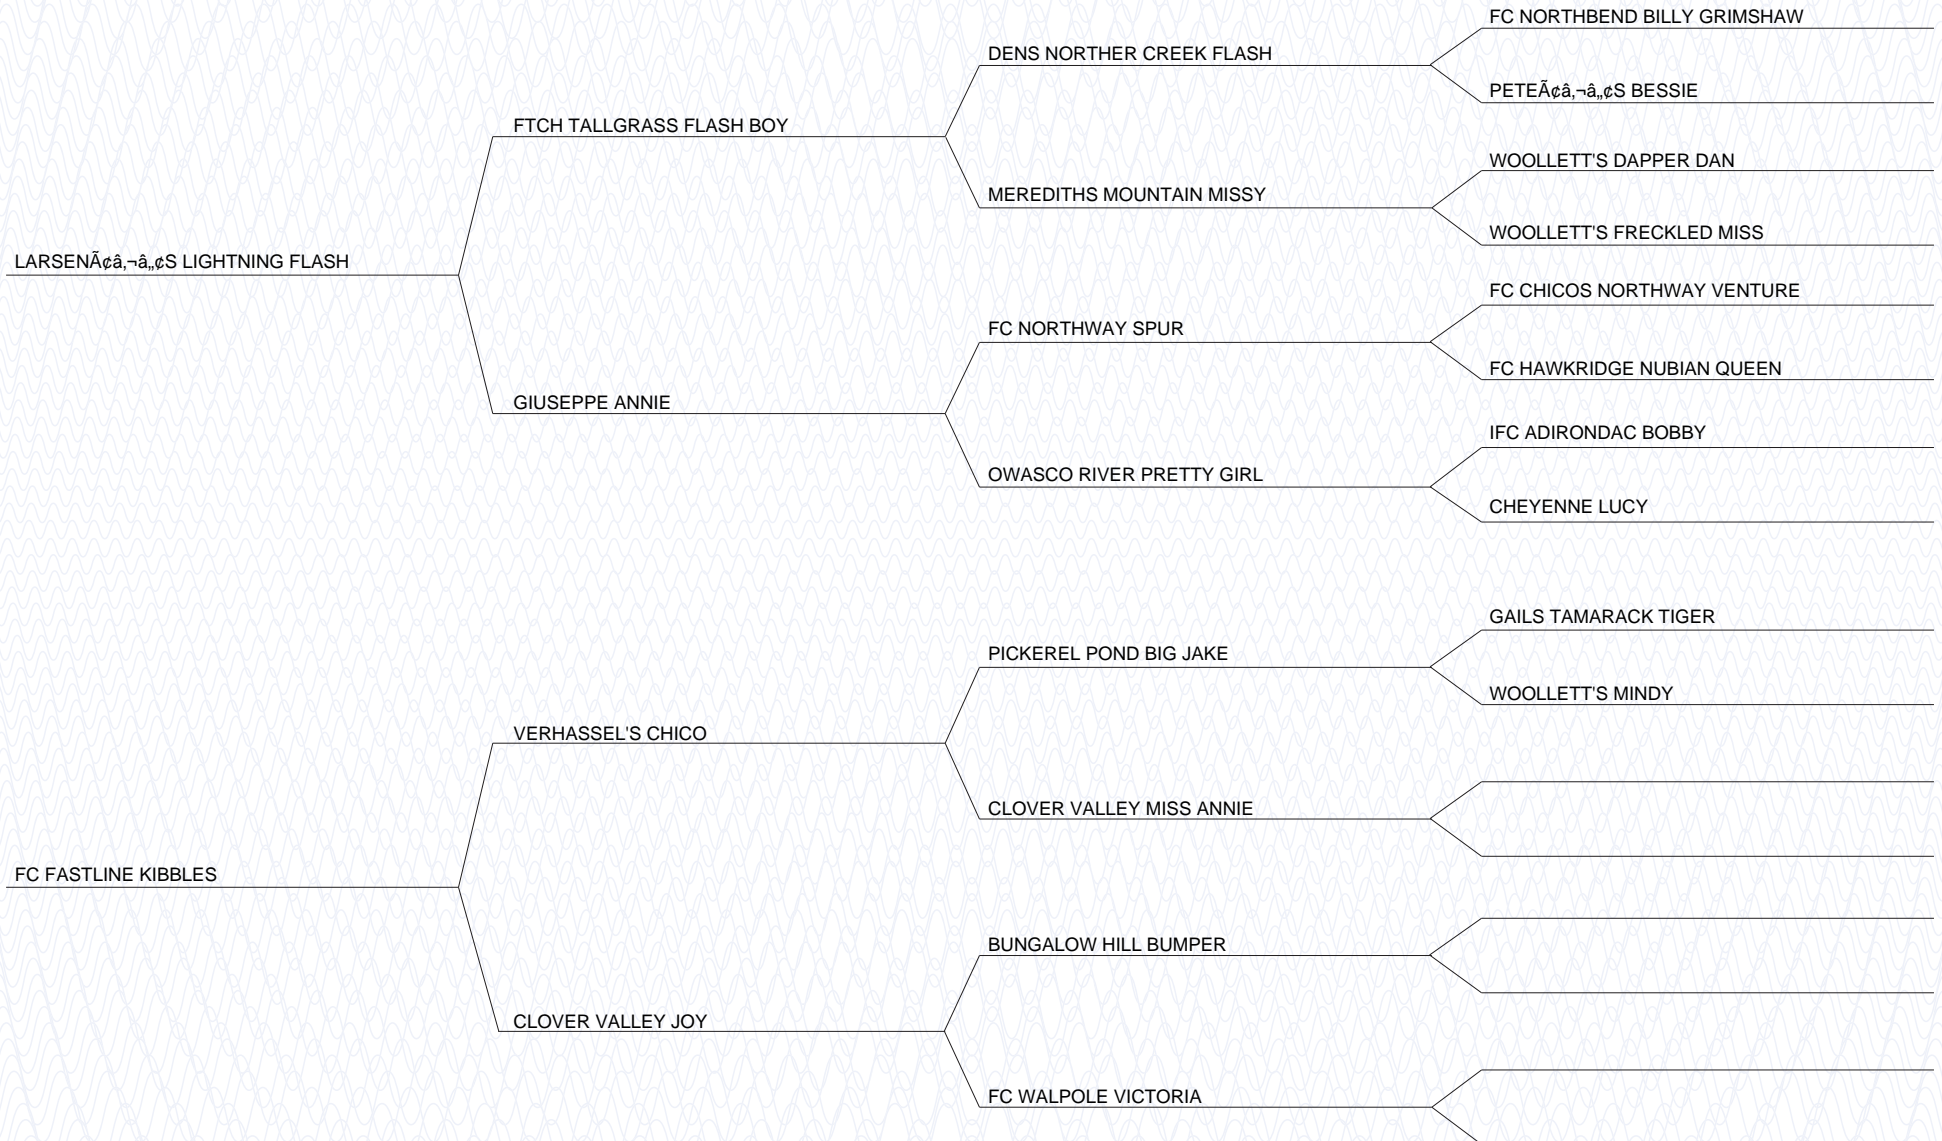 FC NORTHBEND BILLY GRIMSHAW
DENS NORTHER CREEK FLASH
PETEÃ¢â‚¬â„¢S BESSIE
FTCH TALLGRASS FLASH BOY
WOOLLETT'S DAPPER DAN
MEREDITHS MOUNTAIN MISSY
WOOLLETT'S FRECKLED MISS
LARSENÃ¢â‚¬â„¢S LIGHTNING FLASH
FC CHICOS NORTHWAY VENTURE
FC NORTHWAY SPUR
FC HAWKRIDGE NUBIAN QUEEN
GIUSEPPE ANNIE
IFC ADIRONDAC BOBBY
OWASCO RIVER PRETTY GIRL
CHEYENNE LUCY
GAILS TAMARACK TIGER
PICKEREL POND BIG JAKE
WOOLLETT'S MINDY
VERHASSEL'S CHICO
CLOVER VALLEY MISS ANNIE
FC FASTLINE KIBBLES
BUNGALOW HILL BUMPER
CLOVER VALLEY JOY
FC WALPOLE VICTORIA